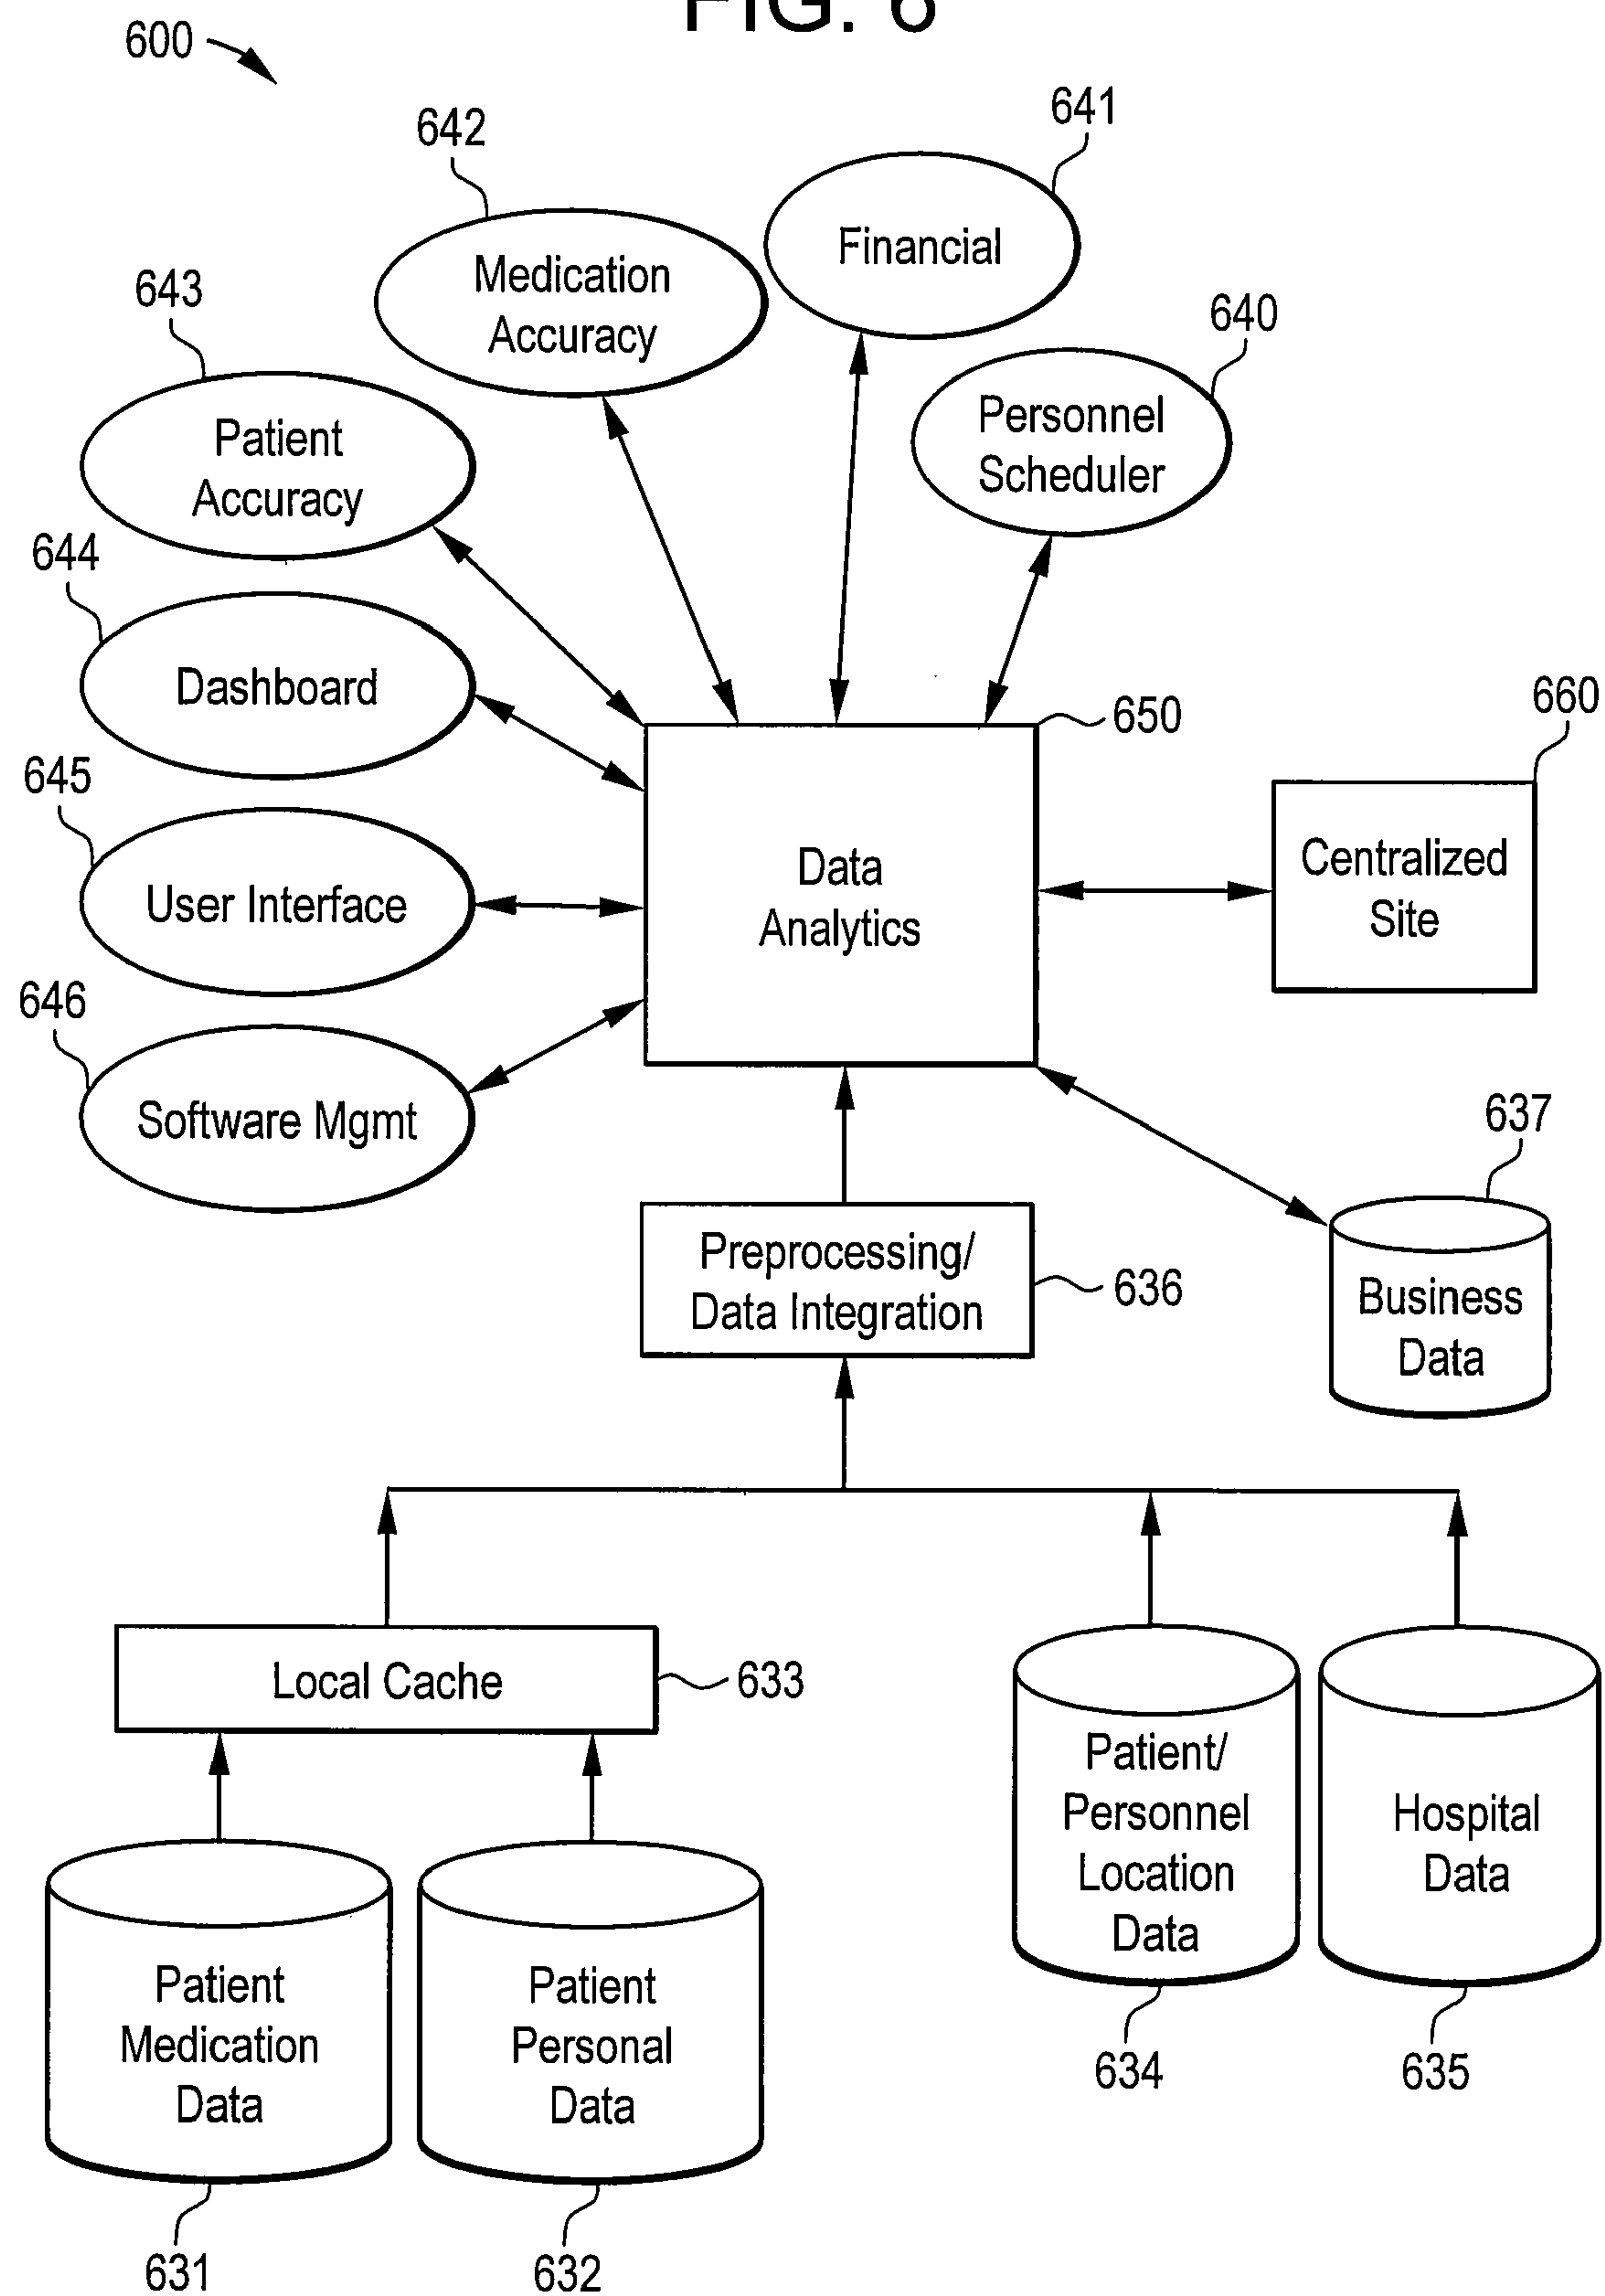 FIG. 6
600
641
642
Financial
643
Medication
Accuracy
640
Personnel
Scheduler
Patient
Accuracy
644
Dashboard
650
660
645
Data
Analytics
Centralized
Site
User Interface
646
Software Mgmt
637
Preprocessing/
Data Integration
636
Business
Data
Local Cache
633
Patient/
Personnel
Location
Data
Hospital
Data
Patient
Medication
Data
Patient
Personal
Data
634
635
631
632